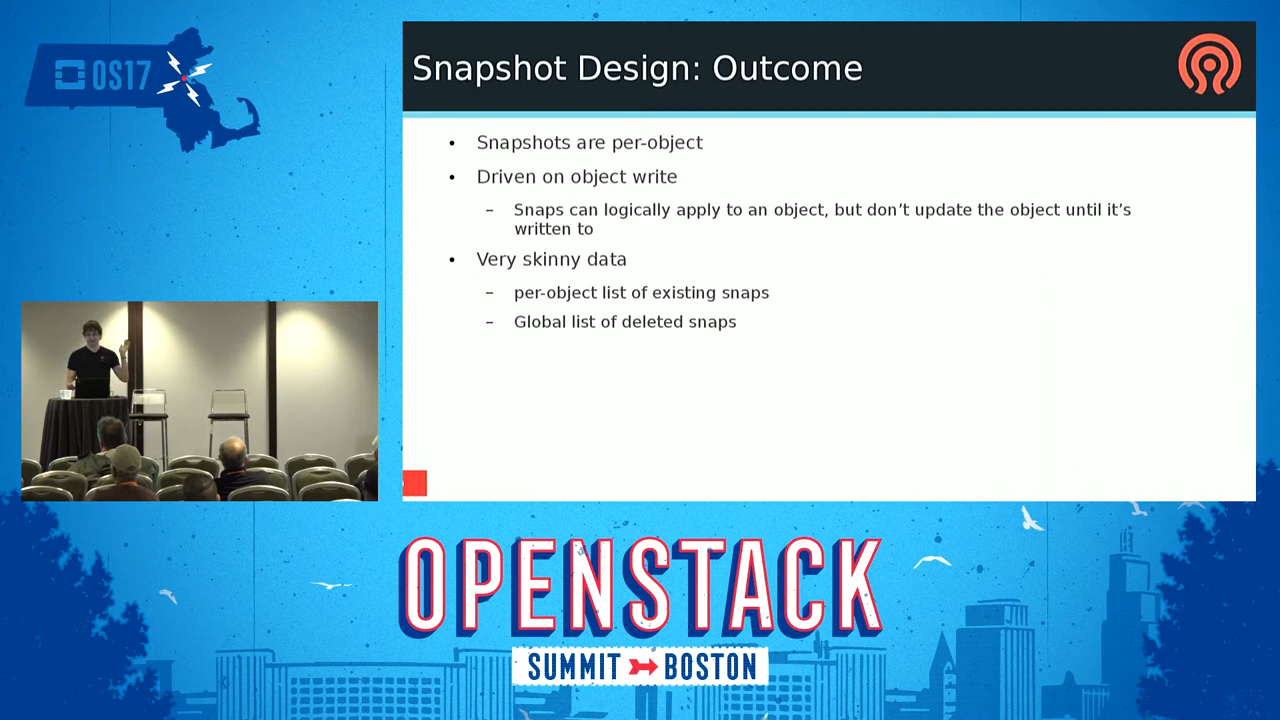 OS17
Snapshot Design: Outcome
• Snapshots are per-object
• Driven on object write
– Snaps can logically apply to an object, but don’t update the object until it’s
written to
• Very skinny data
– per-object list of existing snaps
– Global list of deleted snaps
OPENSTACK
SUMMIT BOSTON